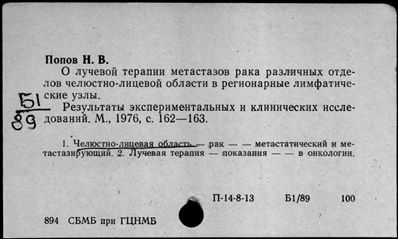 Попов Н. В.
О лучевой терапии метастазов рака различных отде-
лов челюстно-лицевой области в регионарные лимфатиче-
ские узлы.
Б1
89
Результаты экспериментальных и клинических иссле-
дований. М., 1976, с. 162—163.
1. Челюстно-лицевая область — рак — — метастатический и ме-
тастазирующий. 2. Лучевая терапия — показания — — в онкологии.
П-14-8-13 Б1/89 100
894 СБМБ при ГЦНМБ